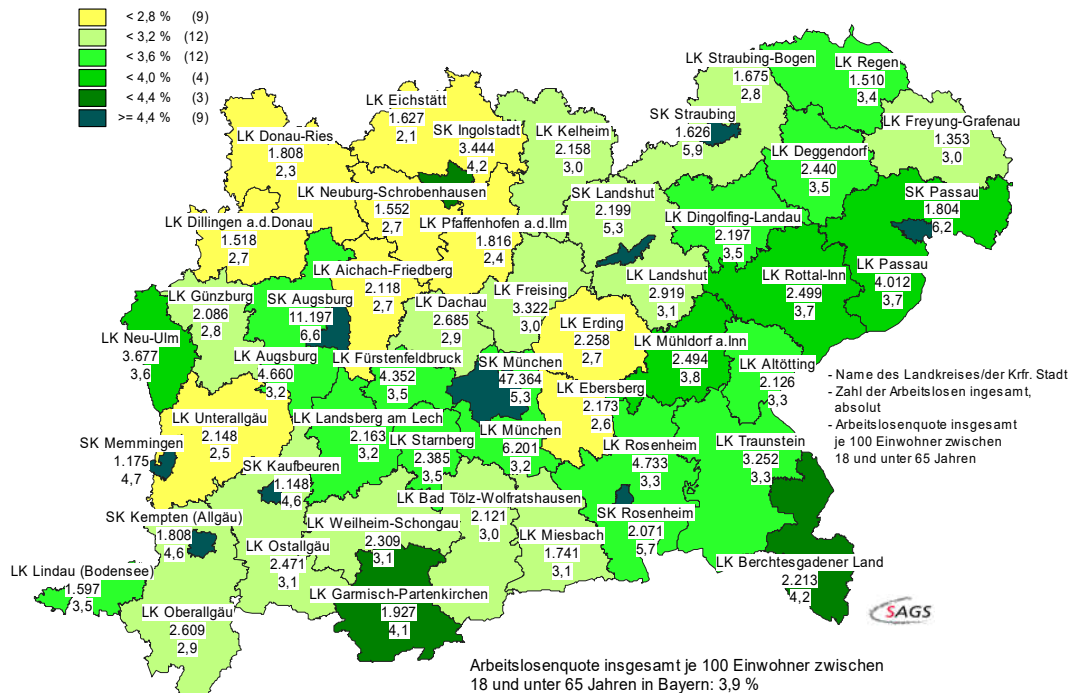 < 2,8 % (9)
< 3,2 % (12)
< 3,6 % (12)
< 4,0 % (4)
< 4,4 % (3)
>= 4,4 % (9)
LK Straubing-Bogen
1.675
2,8
LK Regen
1.510
3,4
LK Eichstätt
1.627
2,1
SK Ingolstadt
3.444
4,2
LK Kelheim
2.158
3,0
SK Straubing
1.626
5,9
LK Freyung-Grafenau
1.353
3,0
LK Donau-Ries
1.808
2,3
LK Deggendorf
2.440
3,5
LK Neuburg-Schrobenhausen
1.552
2,7
SK Landshut
2.199
5,3
SK Passau
1.804
6,2
LK Dillingen a.d.Donau
1.518
2,7
LK Pfaffenhofen a.d.Ilm
1.816
2,4
LK Dingolfing-Landau
2.197
3,5
LK Aichach-Friedberg
2.118
2,7
LK Landshut
2.919
3,1
LK Rottal-Inn
2.499
3,7
LK Passau
4.012
3,7
LK Günzburg
2.086
2,8
SK Augsburg
11.197
6,6
LK Dachau
2.685
2,9
LK Freising
3.322
3,0
LK Erding
2.258
2,7
LK Neu-Ulm
3.677
3,6
LK Augsburg
4.660
3,2
LK Fürstenfeldbruck
4.352
3,5
SK München
47.364
5,3
LK Mühldorf a.Inn
2.494
3,8
LK Altötting
2.126
3,3
LK Ebersberg
2.173
2,6
- Name des Landkreises/der Krfr. Stadt
- Zahl der Arbeitslosen insgesamt,
absolut
- Arbeitslosenquote insgesamt
je 100 Einwohner zwischen
18 und unter 65 Jahren
LK Unterallgäu
2.148
2,5
LK Landsberg am Lech
2.163
3,2
LK Starnberg
2.385
3,5
LK München
6.201
3,2
LK Rosenheim
4.733
3,3
LK Traunstein
3.252
3,3
SK Memmingen
1.175
4,7
SK Kaufbeuren
1.148
4,6
LK Bad Tölz-Wolfratshausen
2.121
3,0
SK Rosenheim
2.071
5,7
SK Kempten (Allgäu)
1.808
4,6
LK Weilheim-Schongau
2.309
3,1
LK Miesbach
1.741
3,1
LK Ostallgäu
2.471
3,1
LK Berchtesgadener Land
2.213
4,2
LK Lindau (Bodensee)
1.597
3,5
LK Garmisch-Partenkirchen
1.927
4,1
LK Oberallgäu
2.609
2,9
SAGS
Arbeitslosenquote insgesamt je 100 Einwohner zwischen
18 und unter 65 Jahren in Bayern: 3,9 %